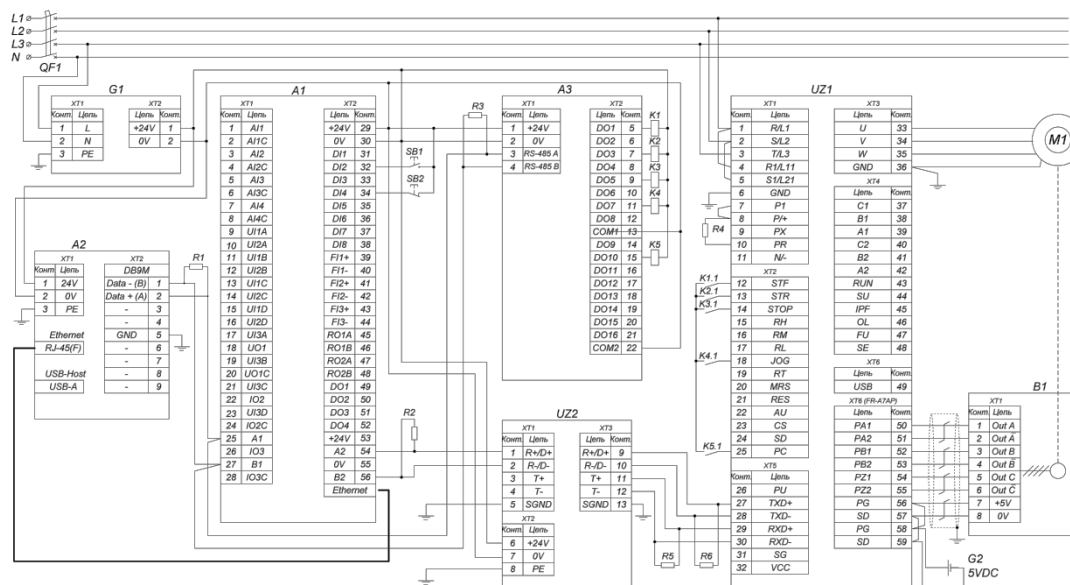 L1
L2
L3
N
QF1
G1
XT1 XT2
Конт. Цепь Цепь Конт.
1 L +24V 1
2 N 0V 2
3 PE
A1
XT1 XT2
Конт. Цепь Цепь Конт.
1 AI1 +24V 29
2 AI1C 0V 30
3 AI2 DI1 31
4 AI2C DI2 32
5 AI3 DI3 33
6 AI3C DI4 34
7 AI4 DI5 35
8 AI4C DI6 36
9 UI1A DI7 37
10 UI2A DI8 38
11 UI1B FI1+ 39
12 UI2B FI1- 40
13 UI1C FI2+ 41
14 UI2C FI2- 42
15 UI1D FI3+ 43
16 UI2D FI3- 44
17 UI3A RO1A 45
18 UO1 RO1B 46
19 UI3B RO2A 47
20 UO1C RO2B 48
21 UI3C DO1 49
22 IO2 DO2 50
23 UI3D DO3 51
24 IO2C DO4 52
25 A1 +24V 53
26 IO3 A2 54
27 B1 0V 55
28 IO3C B2 56
Ethernet
SB1
SB2
R3
A2
XT1 XT2
Конт. Цепь DB9M Конт.
1 24V Data - (B) 1
2 0V Data + (A) 2
3 PE - 3
- 4
Ethernet GND 5
RJ-45(F) - 6
- 7
USB-Host - 8
USB-A - 9
R1
R2
A3
XT1 XT2
Конт. Цепь Цепь Конт.
1 +24V DO1 5
2 0V DO2 6
3 RS-485 A DO3 7
4 RS-485 B DO4 8
DO5 9
DO6 10
DO7 11
DO8 12
COM1 13
DO9 14
DO10 15
DO11 16
DO12 17
DO13 18
DO14 19
DO15 20
DO16 21
COM2 22
K1
K2
K3
K4
K5
UZ2
XT1 XT3
Конт. Цепь Цепь Конт.
1 R+/D+ R+/D+ 9
2 R-/D- R-/D- 10
3 T+ T+ 11
4 T- T- 12
5 SGND SGND 13
XT2
Конт. Цепь
6 +24V
7 0V
8 PE
R5
R6
UZ1
XT1
Конт. Цепь
1 R/L1
2 S/L2
3 T/L3
4 R1/L11
5 S1/L21
6 GND
7 P1
8 P/+
9 PX
10 PR
11 N/-
R4
XT2
Конт. Цепь
12 STF
13 STR
14 STOP
15 RH
16 RM
17 RL
18 JOG
19 RT
20 MRS
21 RES
22 AU
23 CS
24 SD
25 PC
K1.1
K2.1
K3.1
K4.1
K5.1
XT5
Конт. Цепь
26 PU
27 TXD+
28 TXD-
29 RXD+
30 RXD-
31 SG
32 VCC
XT3
Цепь Конт.
U 33
V 34
W 35
GND 36
XT4
Цепь Конт.
C1 37
B1 38
A1 39
C2 40
B2 41
A2 42
RUN 43
SU 44
IPF 45
OL 46
FU 47
SE 48
XT6
Цепь Конт.
USB 49
XT6 (FR-A7AP)
Цепь Конт.
PA1 50
PA2 51
PB1 52
PB2 53
PZ1 54
PZ2 55
PG 56
SD 57
PG 58
SD 59
M1
B1
XT1
Конт. Цепь
1 Out A
2 Out A̅
3 Out B
4 Out B̅
5 Out C
6 Out C̅
7 +5V
8 0V
G2
5VDC